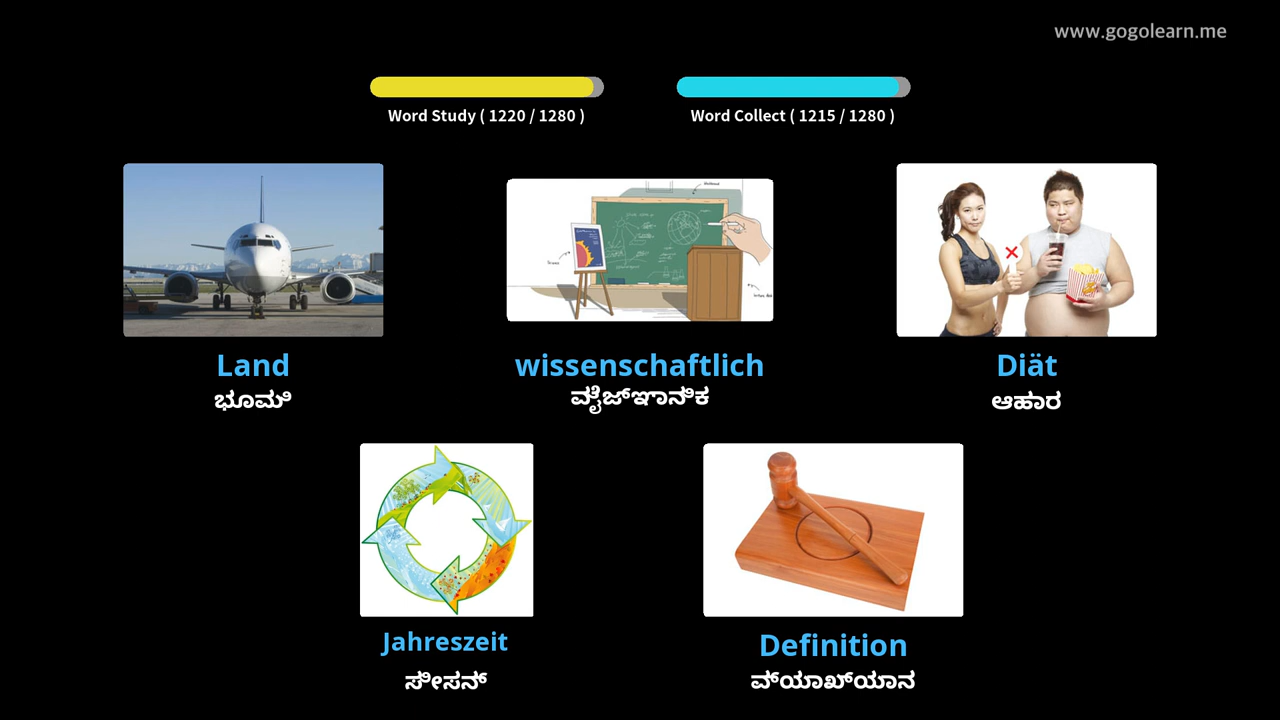 www.gogolearn.me
Word Study ( 1220 / 1280 )
Word Collect ( 1215 / 1280 )
Land
ಭೂಮಿ
wissenschaftlich
ವೈಜ್ಞಾನಿಕ
Diät
ಆಹಾರ
Jahreszeit
ಸೀಸನ್
Definition
ವ್ಯಾಖ್ಯಾನ